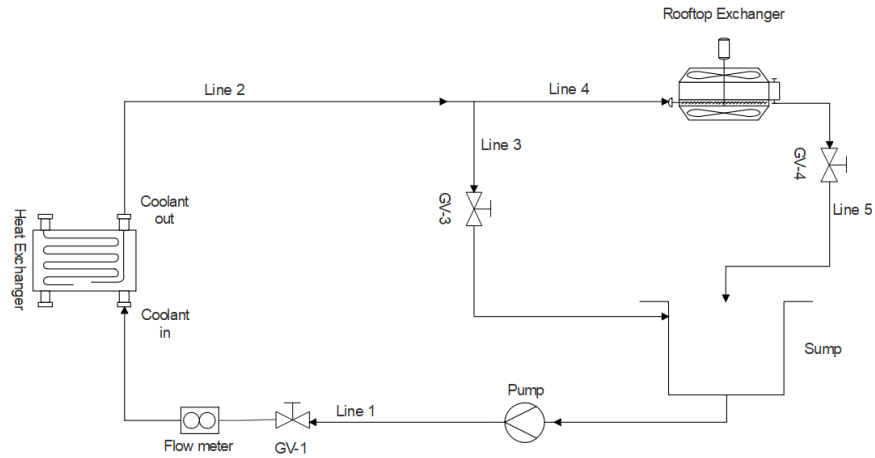 Rooftop Exchanger
Line 2
Line 4
Line 3
GV-4
GV-3
Coolant
out
Line 5
Heat Exchanger
Coolant
in
Sump
Pump
Line 1
Flow meter
GV-1